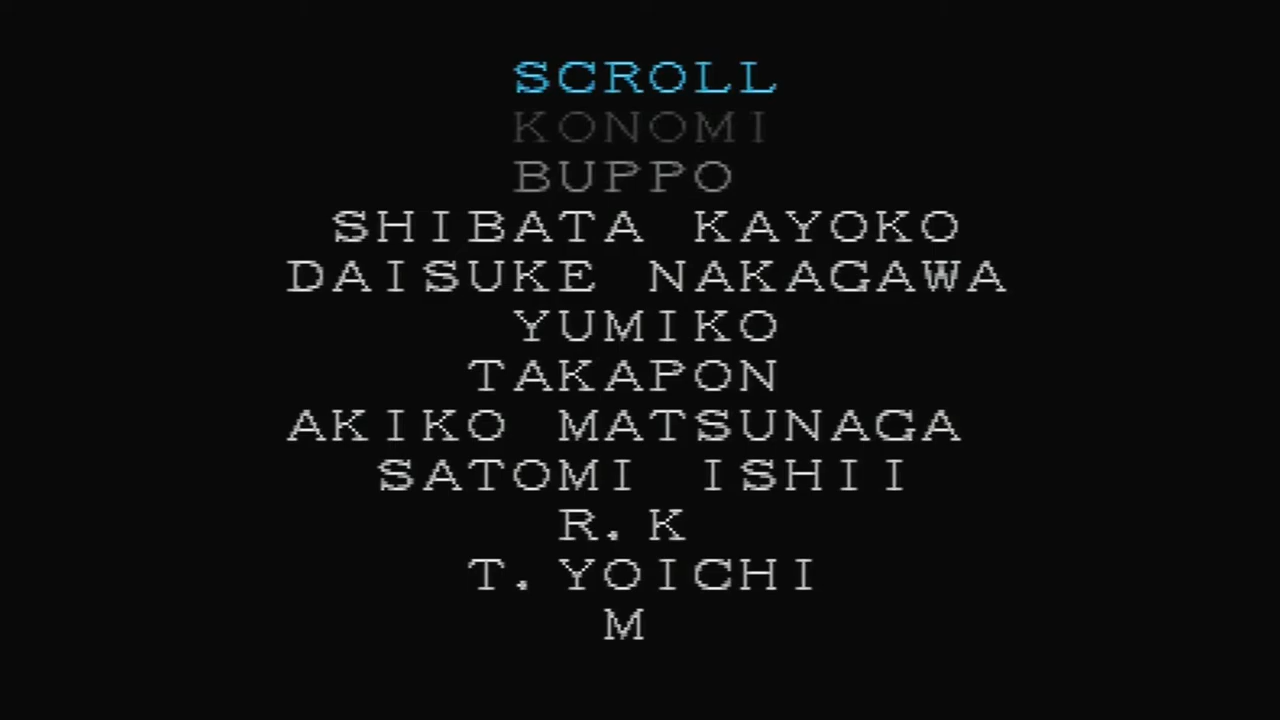 SCROLL
KONOMI
BUPPO
SHIBATA KAYOKO
DAISUKE NAKAGAWA
YUMIKO
TAKAPON
AKIKO MATSUNAGA
SATOMI ISHII
R.K
T.YOICHI
M